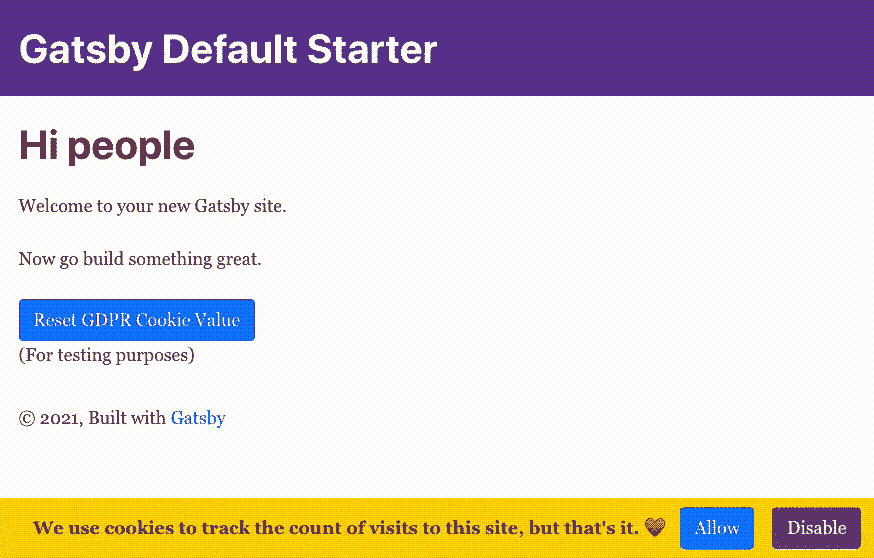 Gatsby Default Starter
Hi people
Welcome to your new Gatsby site.
Now go build something great.
Reset GDPR Cookie Value
(For testing purposes)
© 2021, Built with Gatsby
We use cookies to track the count of visits to this site, but that's it. 💛 Allow Disable